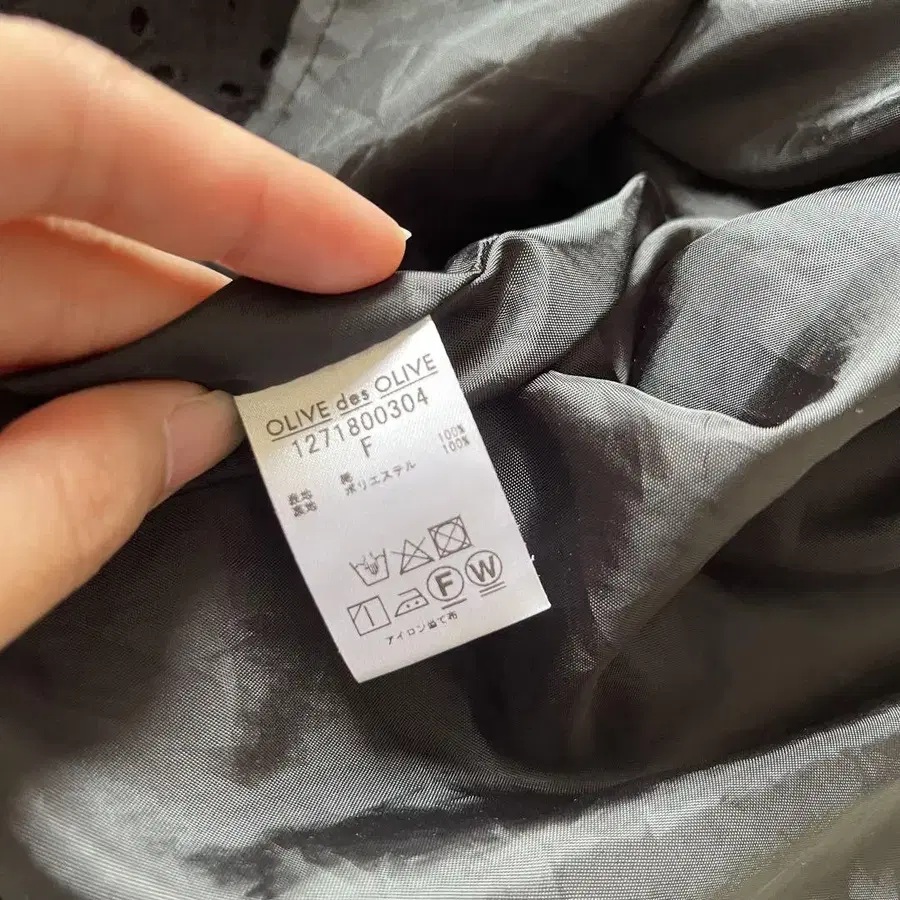 OLIVE des OLIVE
1271800304
F
表地 綿 100%
裏地 ポリエステル 100%
F W
アイロン当て布